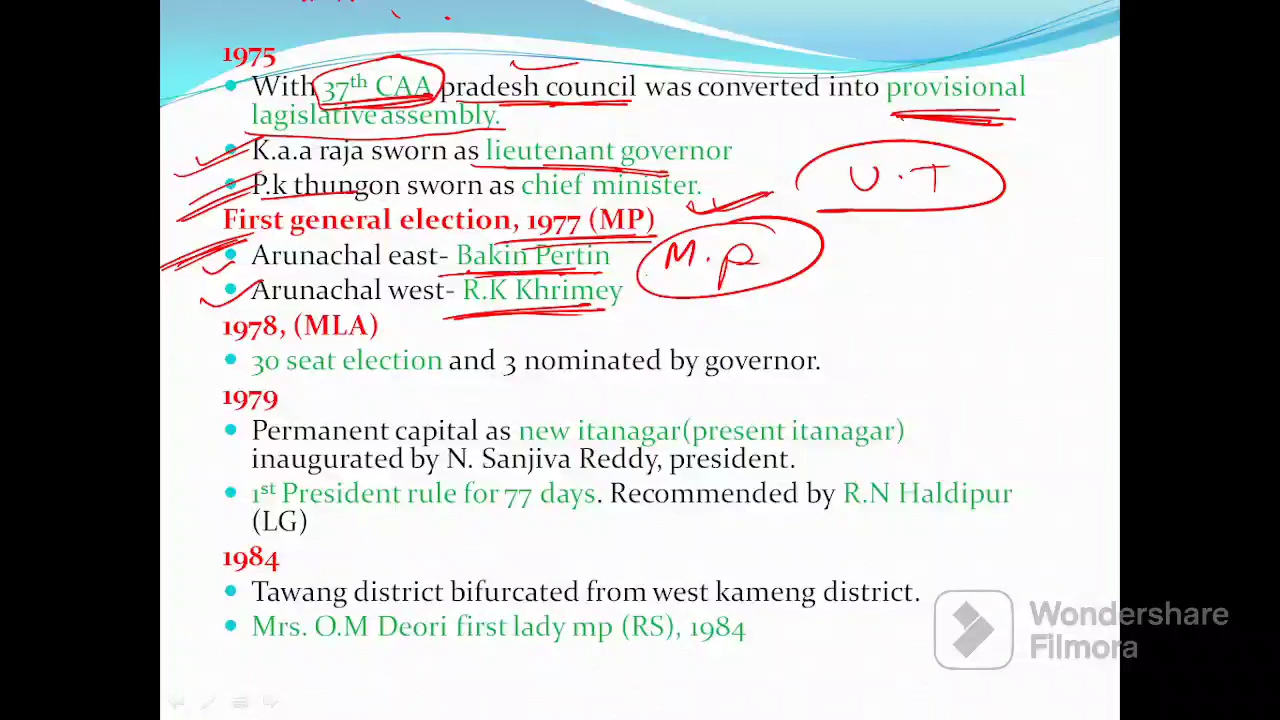 1975
With 37th CAA pradesh council was converted into provisional
lagislative assembly.
K.a.a raja sworn as lieutenant governor
U.T
P.k thungon sworn as chief minister.
First general election, 1977 (MP)
Arunachal east- Bakin Pertin
M.P
Arunachal west- R.K Khrimey
1978, (MLA)
30 seat election and 3 nominated by governor.
1979
Permanent capital as new itanagar(present itanagar)
inaugurated by N. Sanjiva Reddy, president.
1st President rule for 77 days. Recommended by R.N Haldipur
(LG)
1984
Tawang district bifurcated from west kameng district.
Mrs. O.M Deori first lady mp (RS), 1984
Wondershare
Filmora